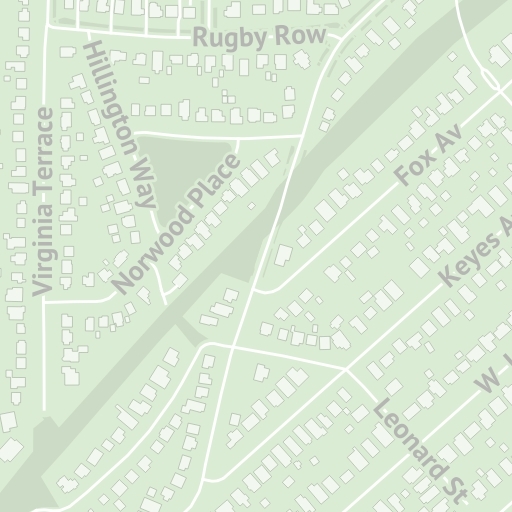 Rugby Row
Hillington Way
Virginia Terrace
Fox Av
Norwood Place
Keyes A
W.
Leonard St